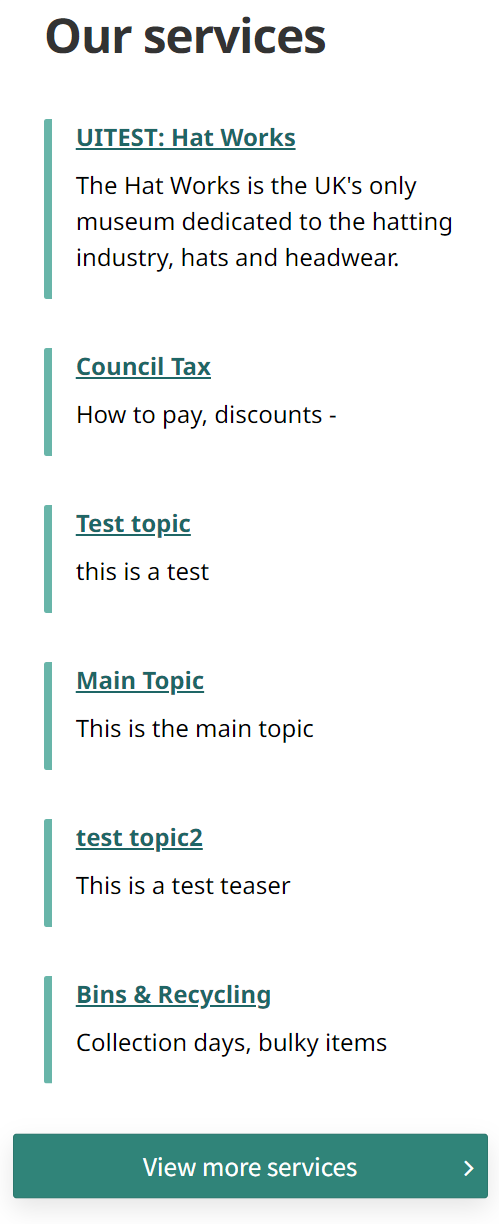 Our services
UITEST: Hat Works
The Hat Works is the UK's only
museum dedicated to the hatting
industry, hats and headwear.
Council Tax
How to pay, discounts -
Test topic
this is a test
Main Topic
This is the main topic
test topic2
This is a test teaser
Bins & Recycling
Collection days, bulky items
View more services